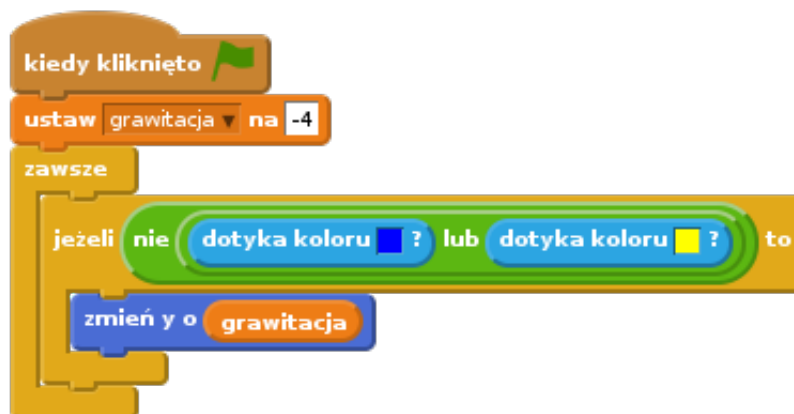 kiedy kliknięto
ustaw grawitacja na -4
zawsze
jeżeli nie dotyka koloru ? lub dotyka koloru ? to
zmień y o grawitacja